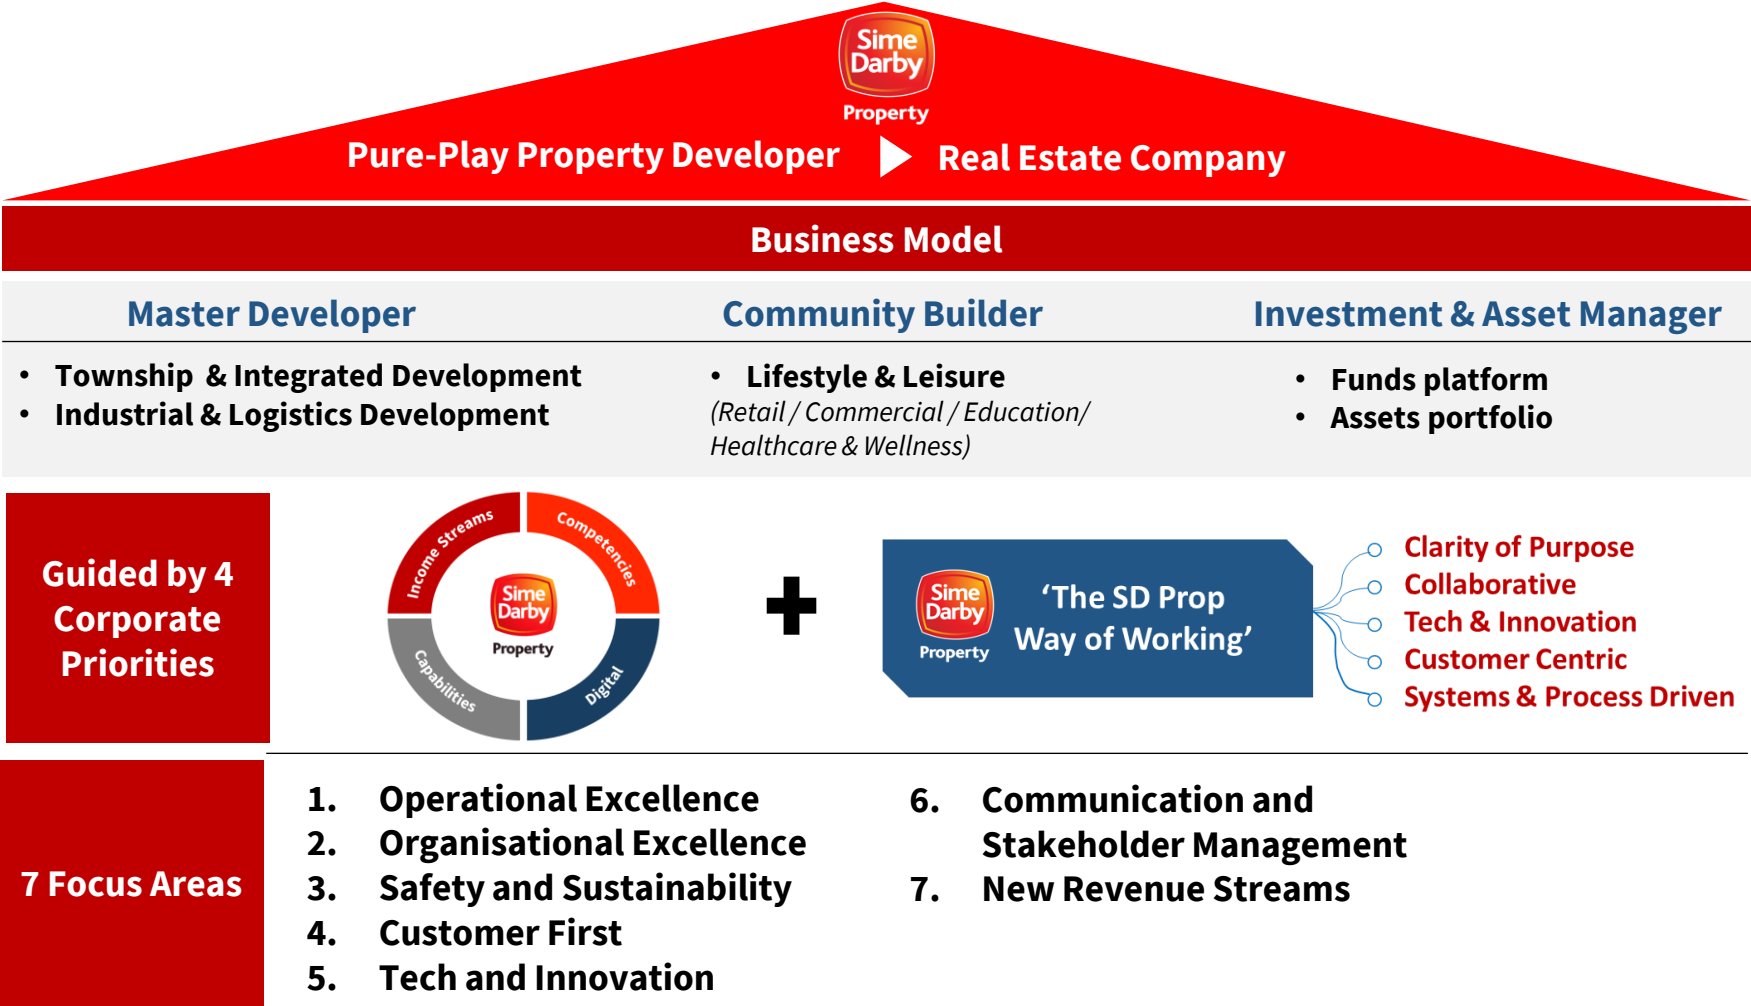 Sime
Darby
Property
Pure-Play Property Developer
Real Estate Company
Business Model
Master Developer
• Township & Integrated Development
• Industrial & Logistics Development
Community Builder
• Lifestyle & Leisure
(Retail / Commercial / Education/
Healthcare & Wellness)
Investment & Asset Manager
• Funds platform
• Assets portfolio
Guided by 4
Corporate
Priorities
Income Streams
Competencies
Capabilities
Digital
Sime
Darby
Property
+
Sime
Darby
Property
‘The SD Prop
Way of Working’
Clarity of Purpose
Collaborative
Tech & Innovation
Customer Centric
Systems & Process Driven
7 Focus Areas
1. Operational Excellence
2. Organisational Excellence
3. Safety and Sustainability
4. Customer First
5. Tech and Innovation
6. Communication and
Stakeholder Management
7. New Revenue Streams